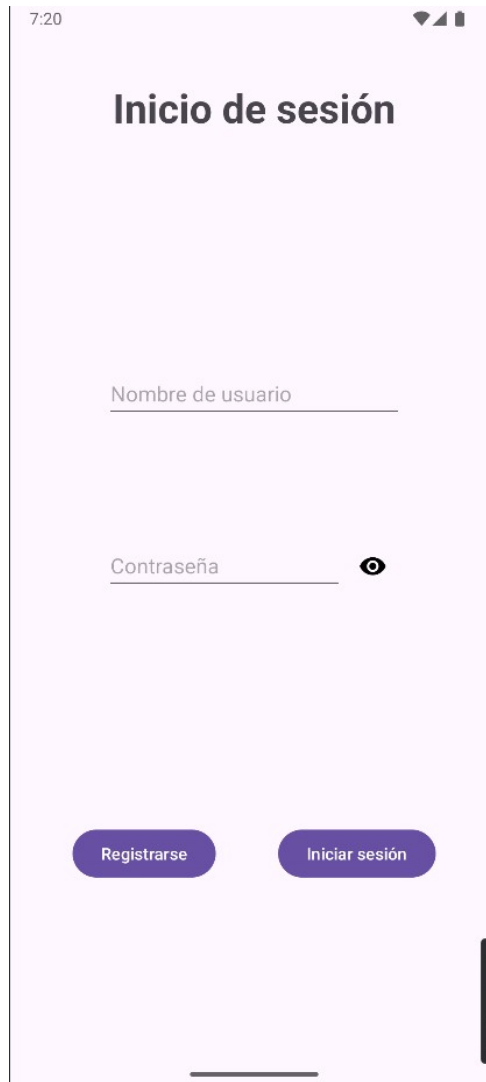 7:20
Inicio de sesión
Nombre de usuario
Contraseña
Registrarse
Iniciar sesión